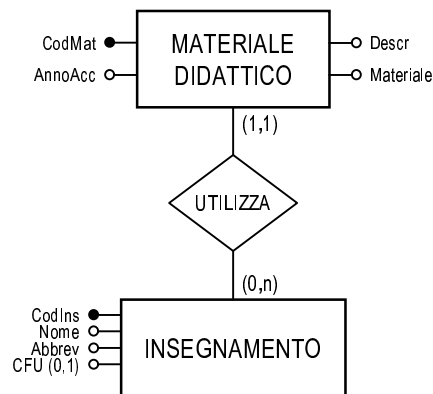 CodMat
MATERIALE
DIDATTICO
Descr
AnnoAcc
Materiale
(1,1)
UTILIZZA
(0,n)
CodIns
Nome
Abbrev
CFU (0,1)
INSEGNAMENTO